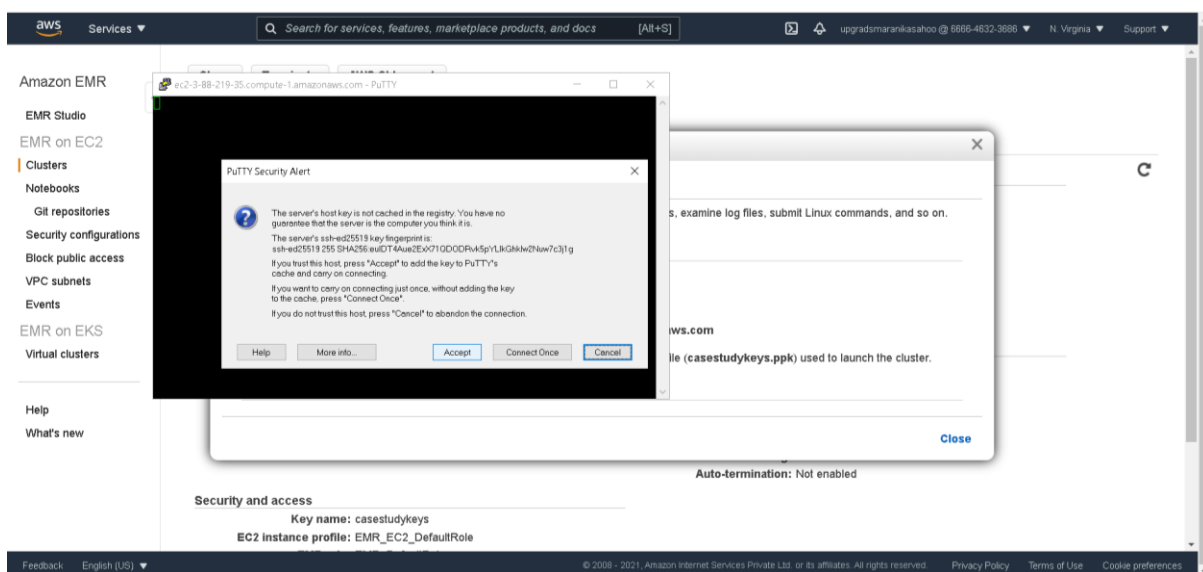 aws
Services ▼
Search for services, features, marketplace products, and docs
[Alt+S]
upgradsmaranikasahoo @ 6666-4632-3686 ▼
N. Virginia ▼
Support ▼
Amazon EMR
EMR Studio
EMR on EC2
Clusters
Notebooks
Git repositories
Security configurations
Block public access
VPC subnets
Events
EMR on EKS
Virtual clusters
Help
What's new
ec2-3-88-219-35.compute-1.amazonaws.com - PuTTY
PuTTY Security Alert
The server's host key is not cached in the registry. You have no
guarantee that the server is the computer you think it is.
The server's ssh-ed25519 key fingerprint is:
ssh-ed25519 255
If you trust this host, press "Accept" to add the key to PuTTY's
cache and carry on connecting.
If you want to carry on connecting just once, without adding the key
to the cache, press "Connect Once".
If you do not trust this host, press "Cancel" to abandon the connection.
Help
More info...
Accept
Connect Once
Cancel
s, examine log files, submit Linux commands, and so on.
ws.com
ile (casestudykeys.ppk) used to launch the cluster.
Close
Auto-termination: Not enabled
Security and access
Key name: casestudykeys
EC2 instance profile: EMR_EC2_DefaultRole
Feedback
English (US) ▼
© 2008 - 2021, Amazon Internet Services Private Ltd. or its affiliates. All rights reserved.
Privacy Policy
Terms of Use
Cookie preferences